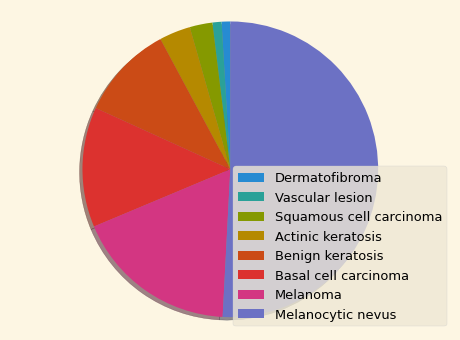 Dermatofibroma
Vascular lesion
Squamous cell carcinoma
Actinic keratosis
Benign keratosis
Basal cell carcinoma
Melanoma
Melanocytic nevus